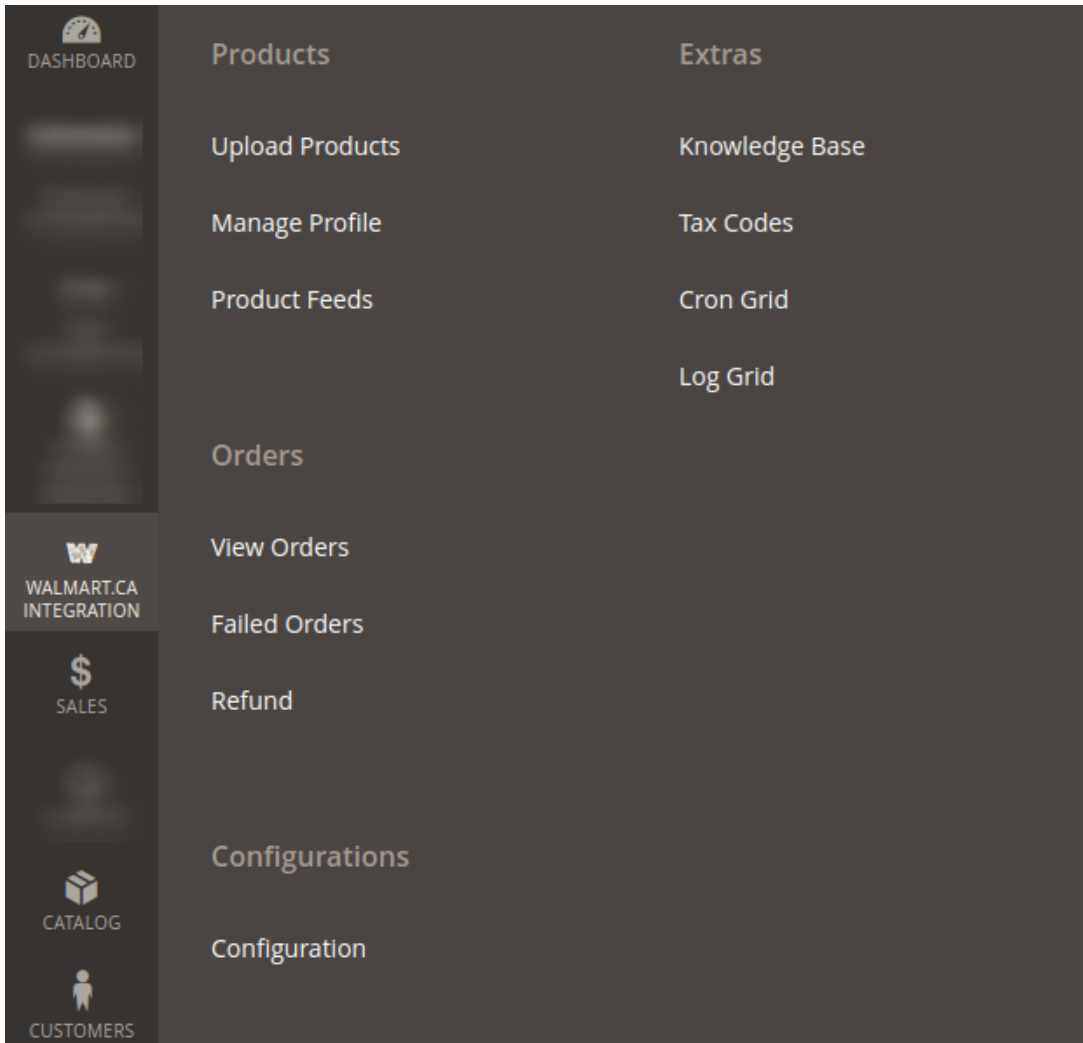 DASHBOARD
WALMART.CA
INTEGRATION
$
SALES
CATALOG
CUSTOMERS
Products
Upload Products
Manage Profile
Product Feeds
Orders
View Orders
Failed Orders
Refund
Configurations
Configuration
Extras
Knowledge Base
Tax Codes
Cron Grid
Log Grid